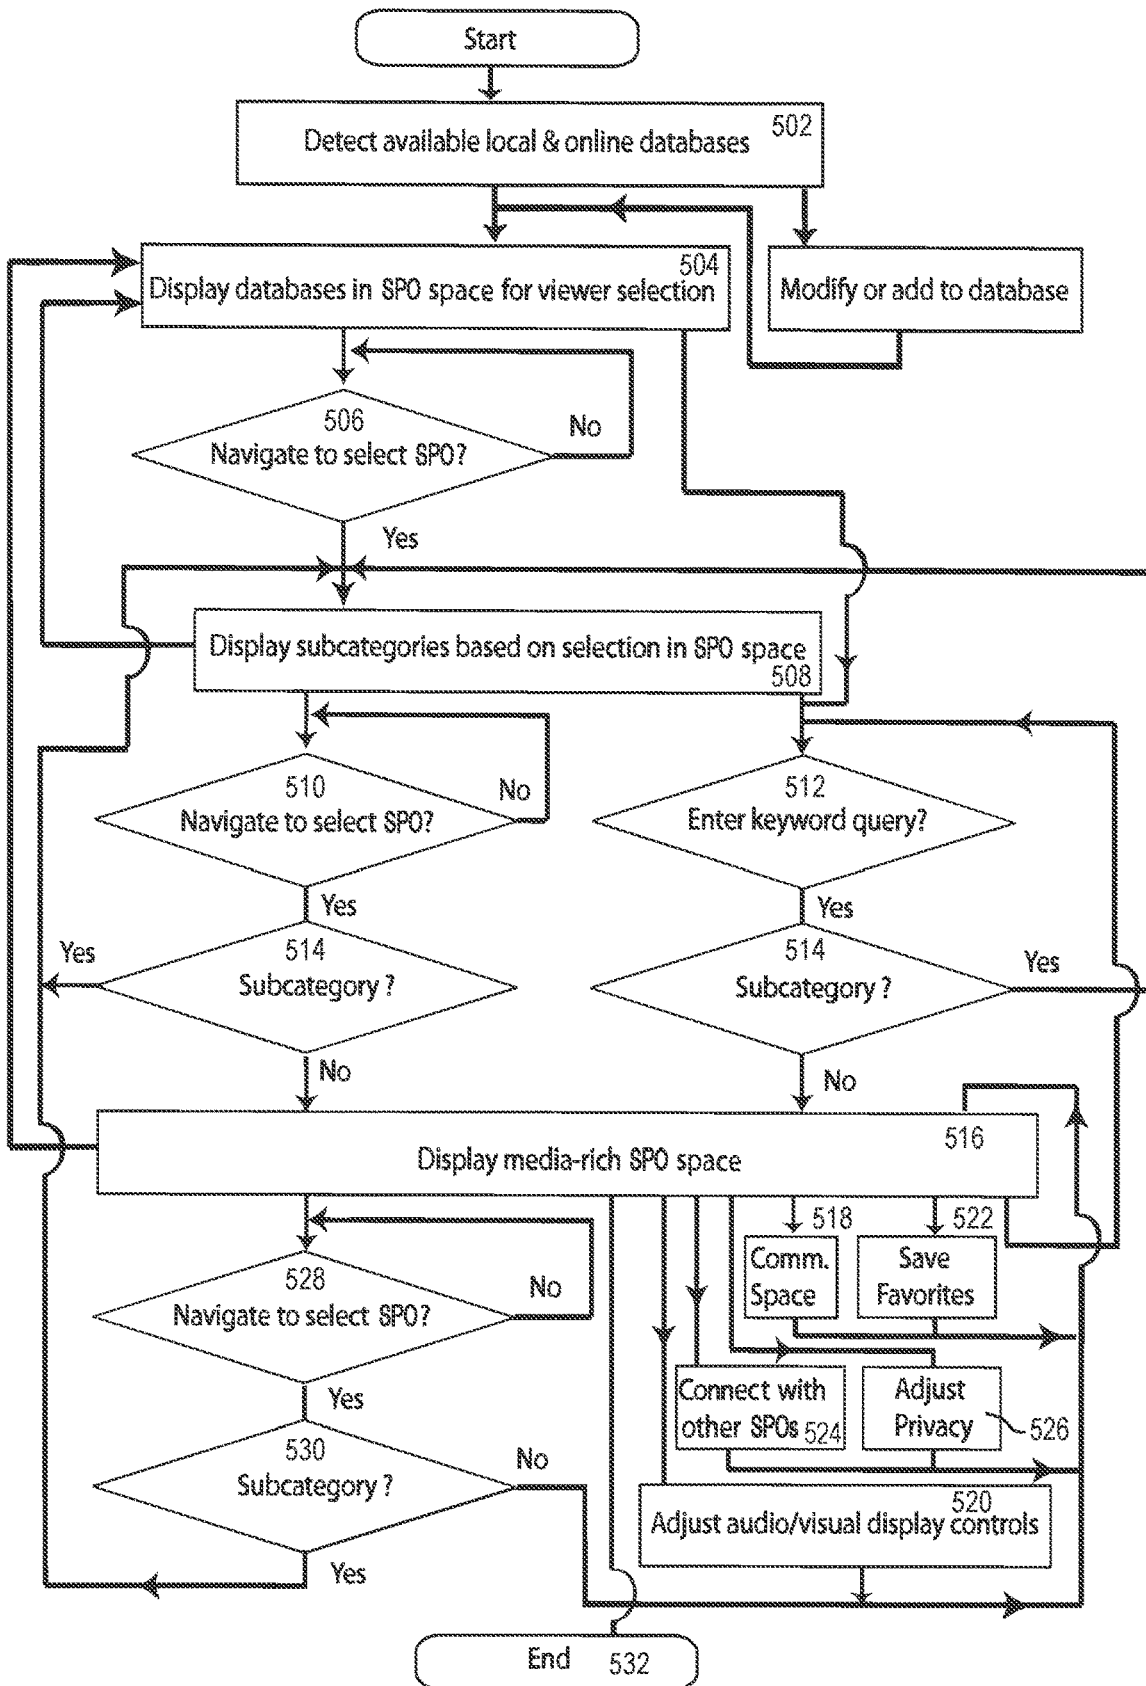 Start
Detect available local & online databases 502
504
Display databases in SPO space for viewer selection
Modify or add to database
506
Navigate to select SPO?
No
Yes
Display subcategories based on selection in SPO space
508
510
Navigate to select SPO?
No
512
Enter keyword query?
Yes
Yes
Yes
514
Subcategory ?
514
Subcategory ?
Yes
No
No
516
Display media-rich SPO space
518
522
Comm.
Space
Save
Favorites
528
Navigate to select SPO?
No
Connect with
other SPOs 524
Adjust
Privacy
526
Yes
530
Subcategory ?
No
520
Adjust audio/visual display controls
Yes
End 532